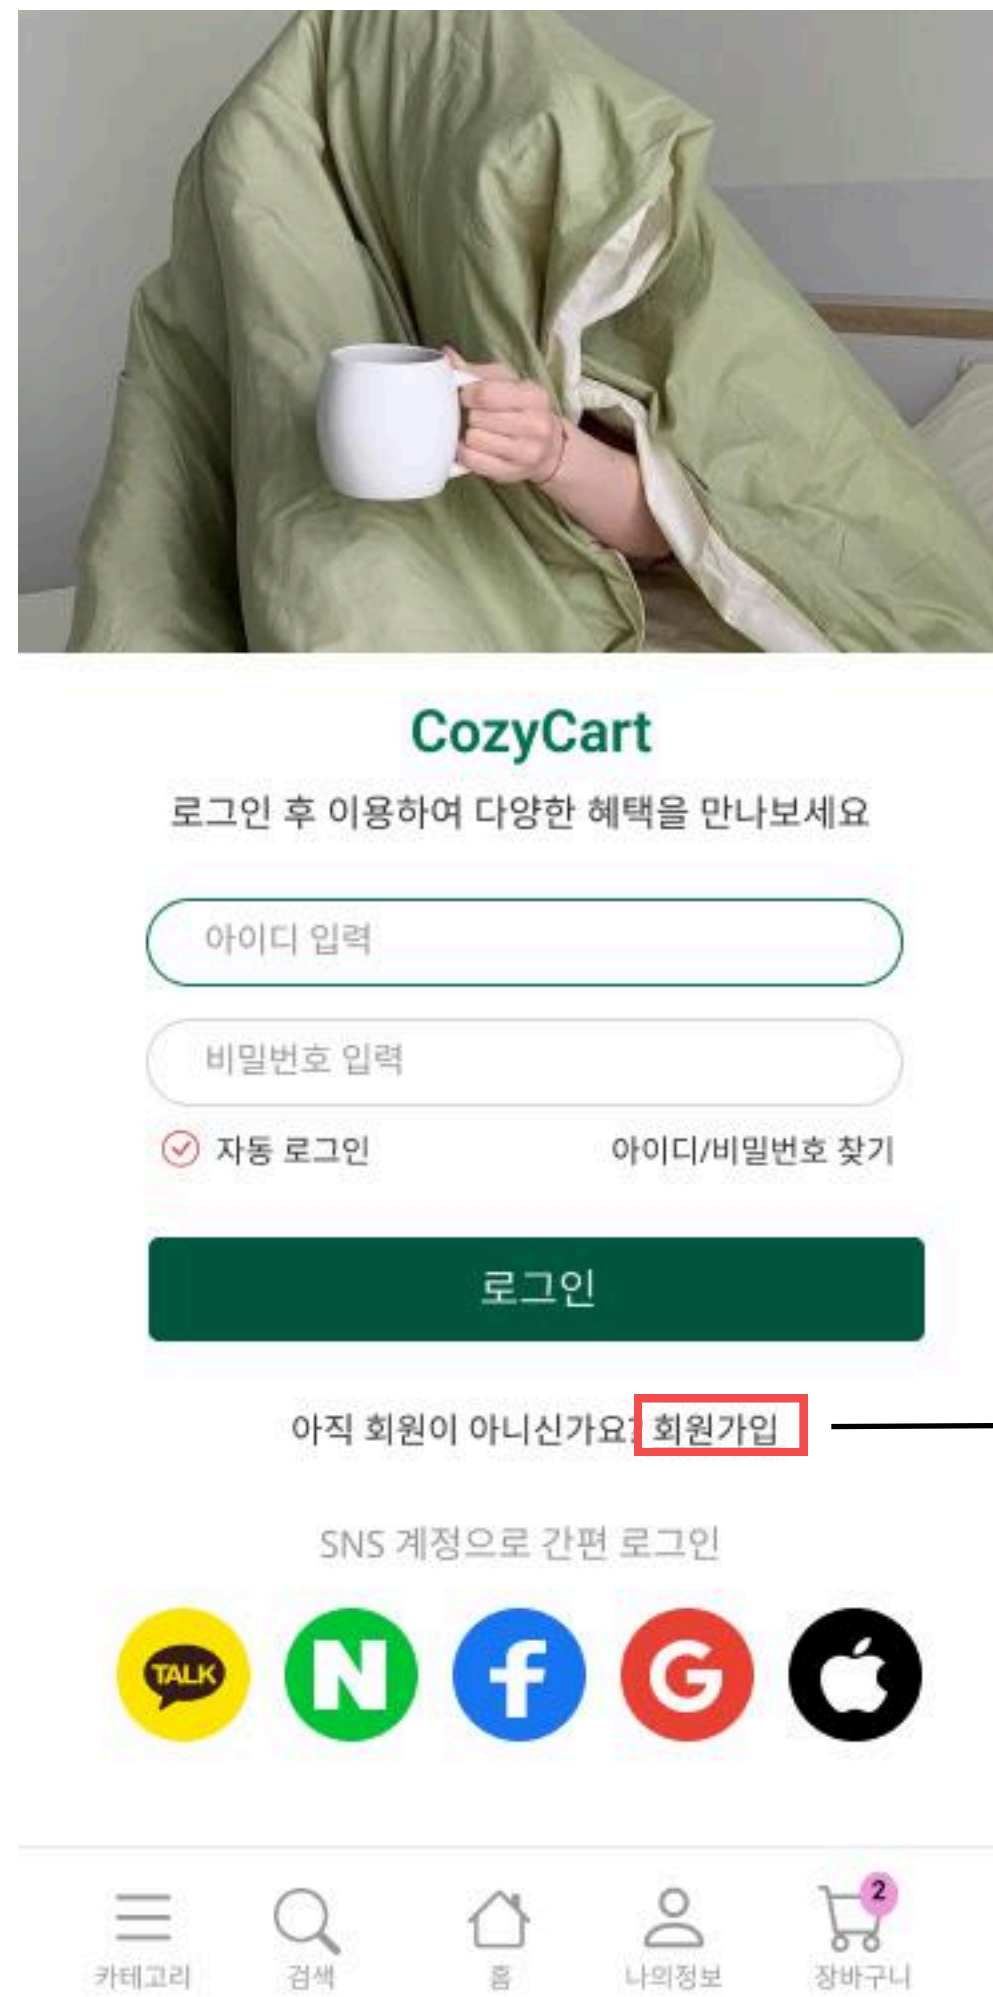 CozyCart
로그인 후 이용하여 다양한 혜택을 만나보세요
아이디 입력
비밀번호 입력
자동 로그인 아이디/비밀번호 찾기
로그인
아직 회원이 아니신가요? 회원가입
SNS 계정으로 간편 로그인
TALK N f G
2
카테고리 검색 홈 나의정보 장바구니